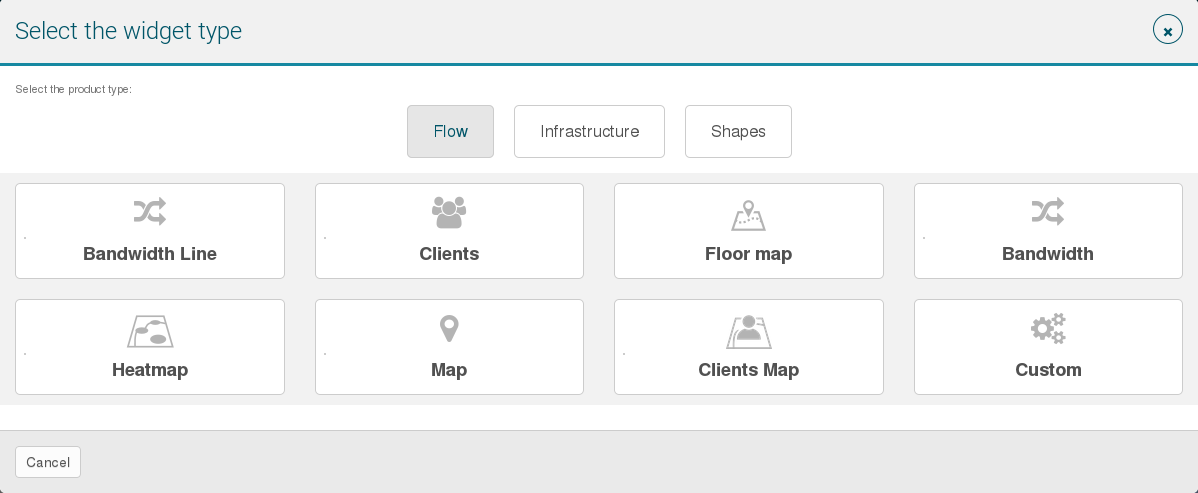 Select the widget type
Select the product type:
Flow Infrastructure Shapes
Bandwidth Line Clients Floor map Bandwidth
Heatmap Map Clients Map Custom
Cancel